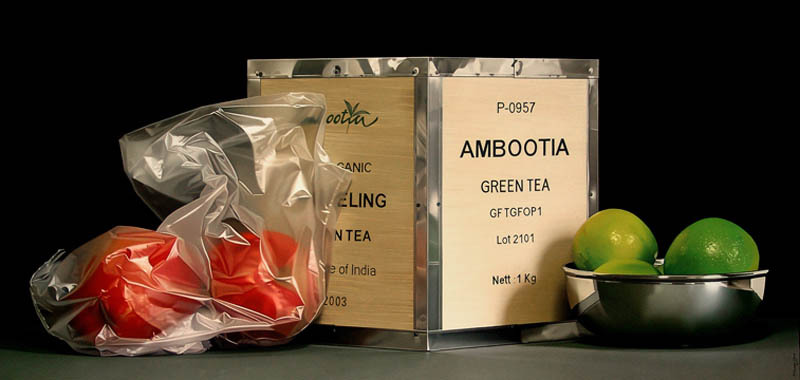 ootia
GANIC
ELING
N TEA
e of India
2003
P-0957
AMBOOTIA
GREEN TEA
GFTGFOP1
Lot 2101
Nett : 1 Kg